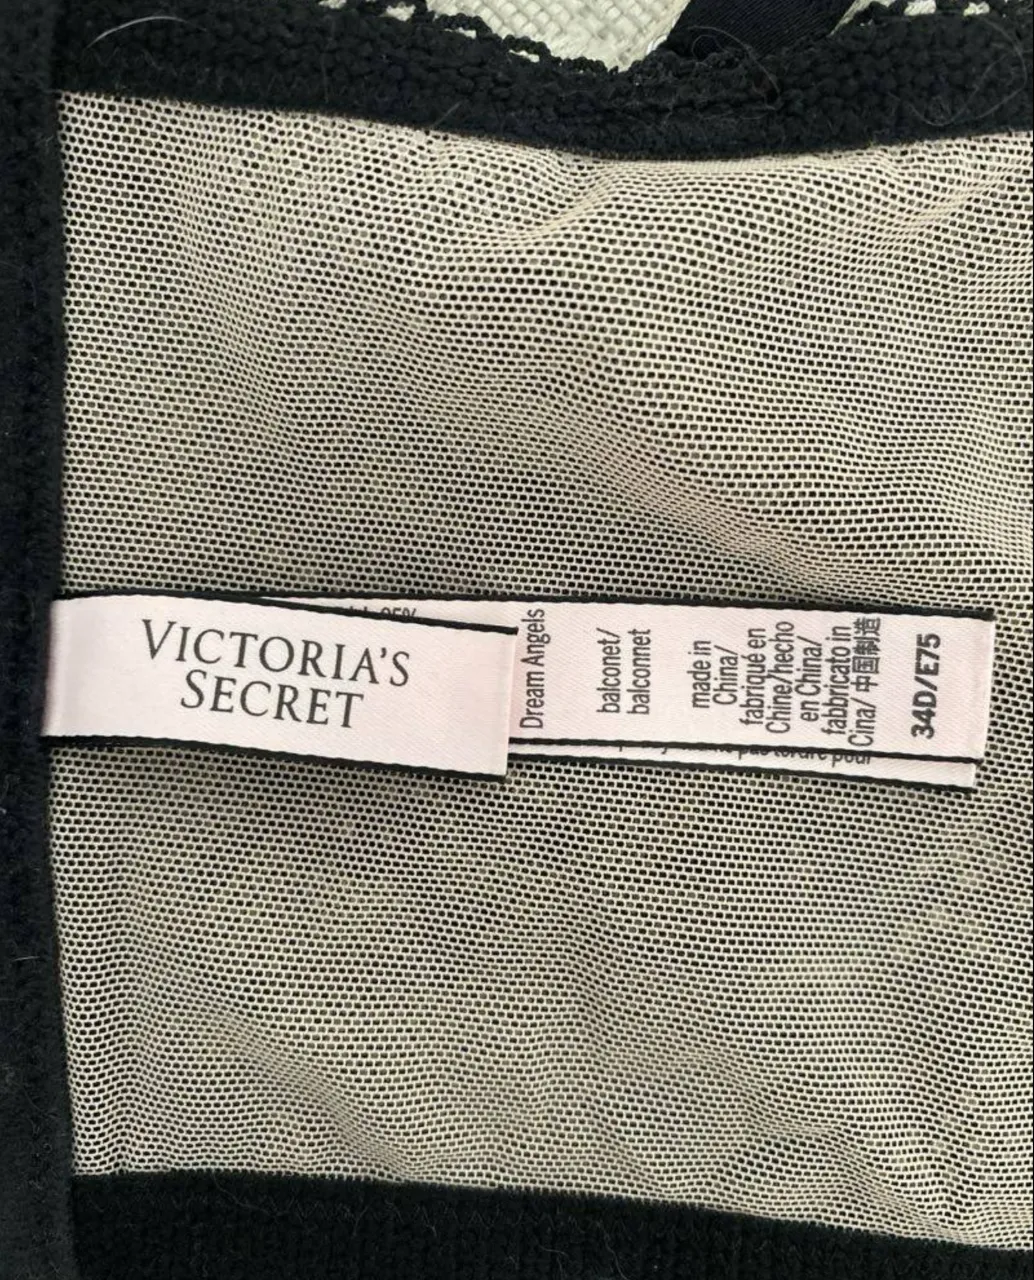 VICTORIA'S
SECRET
Dream Angels
balconet/
balconnet
made in
China/
fabriqué en
Chine/hecho
en China/
fabbricato in
Cina/ 中国制造
34D/E75